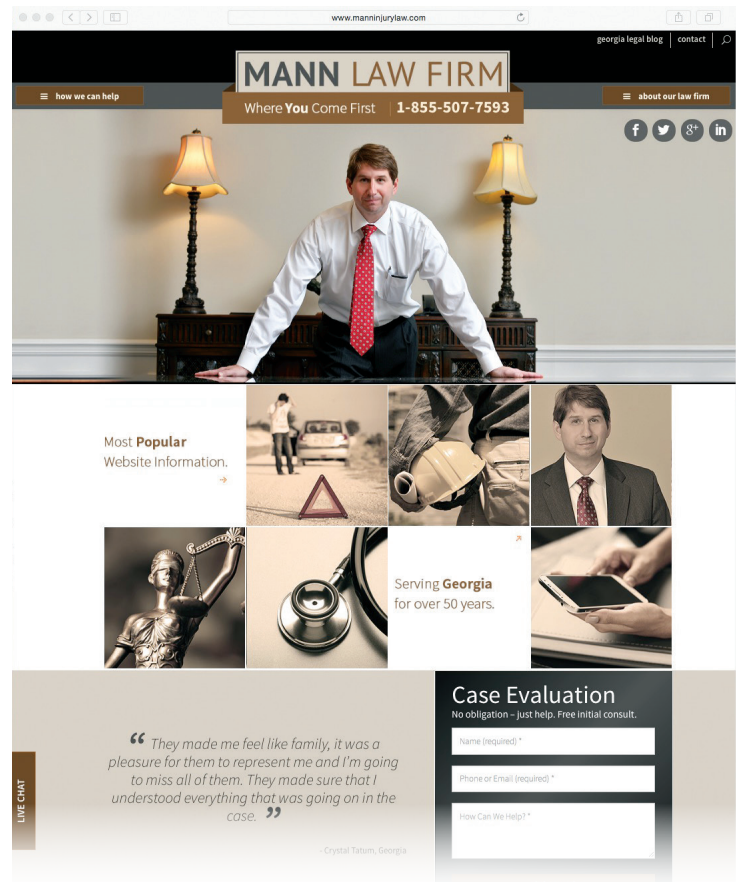 www.manninjurylaw.com
georgia legal blog
contact
MANN LAW FIRM
how we can help
about our law firm
Where You Come First | 1-855-507-7593
Most Popular
Website Information.
Serving Georgia
for over 50 years.
Case Evaluation
No obligation – just help. Free initial consult.
“ They made me feel like family, it was a
pleasure for them to represent me and I'm going
to miss all of them. They made sure that I
understood everything that was going on in the
case. ”
- Crystal Tatum, Georgia
Name (required) *
Phone or Email (required) *
How Can We Help? *
LIVE CHAT